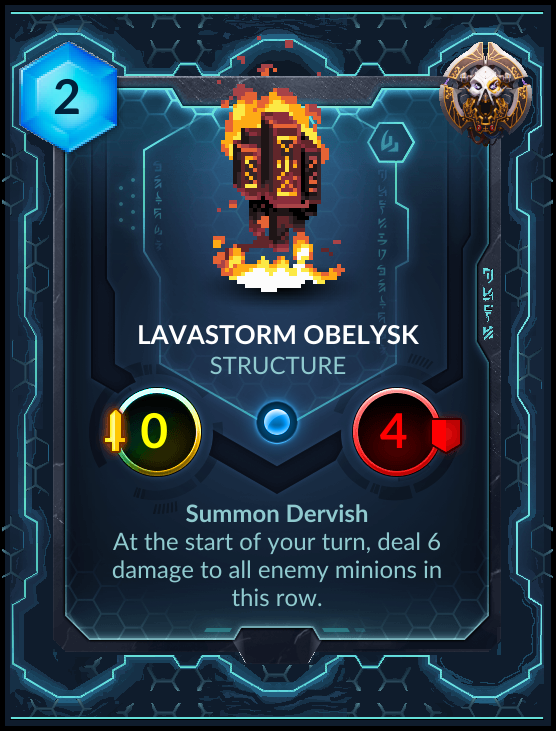 2
LAVASTORM OBELYSK
STRUCTURE
0
4
Summon Dervish
At the start of your turn, deal 6
damage to all enemy minions in
this row.